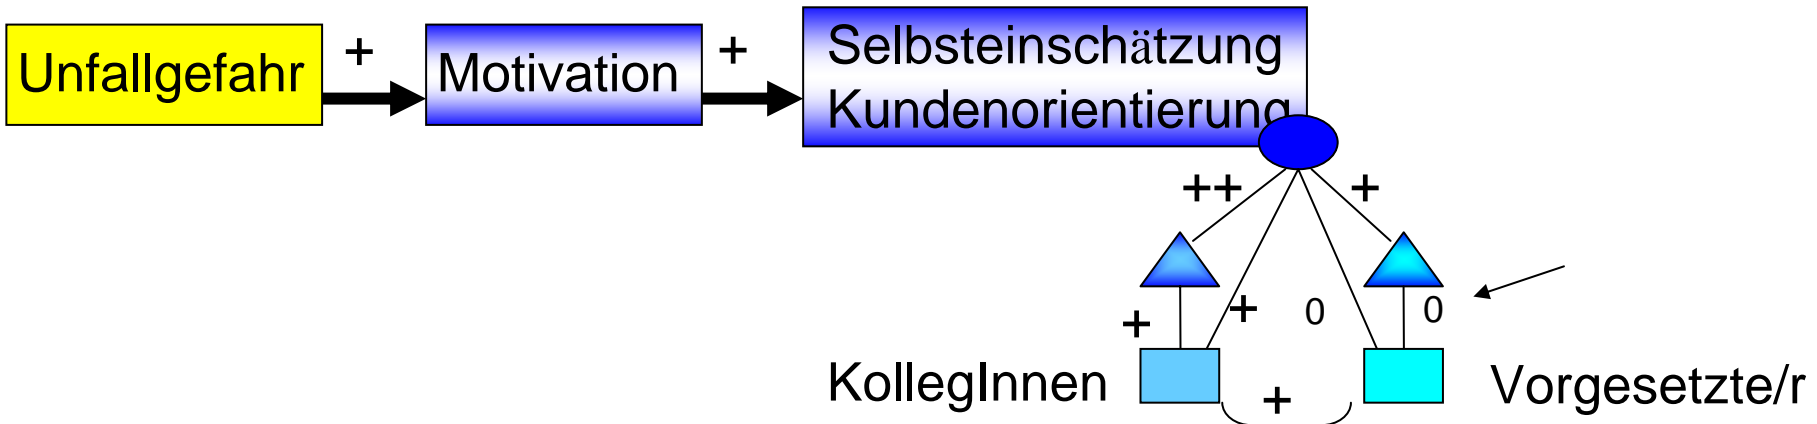 Unfallgefahr
+
Motivation
+
Selbsteinschätzung
Kundenorientierung
++
+
+
+
0
0
KollegInnen
+
Vorgesetzte/r